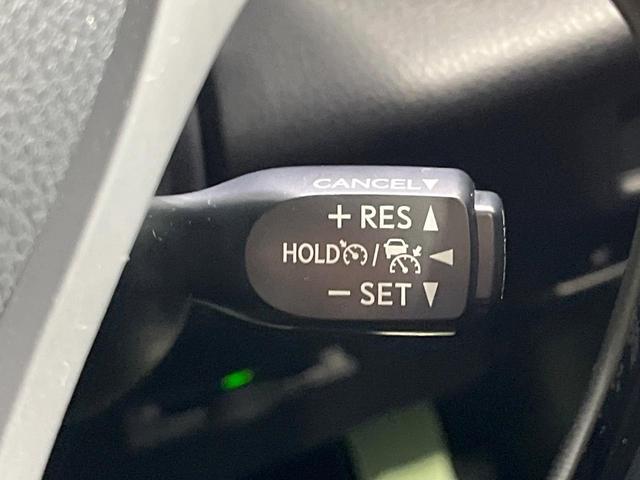 CANCEL▼
+ RES ▲
HOLD / ◀
− SET ▼